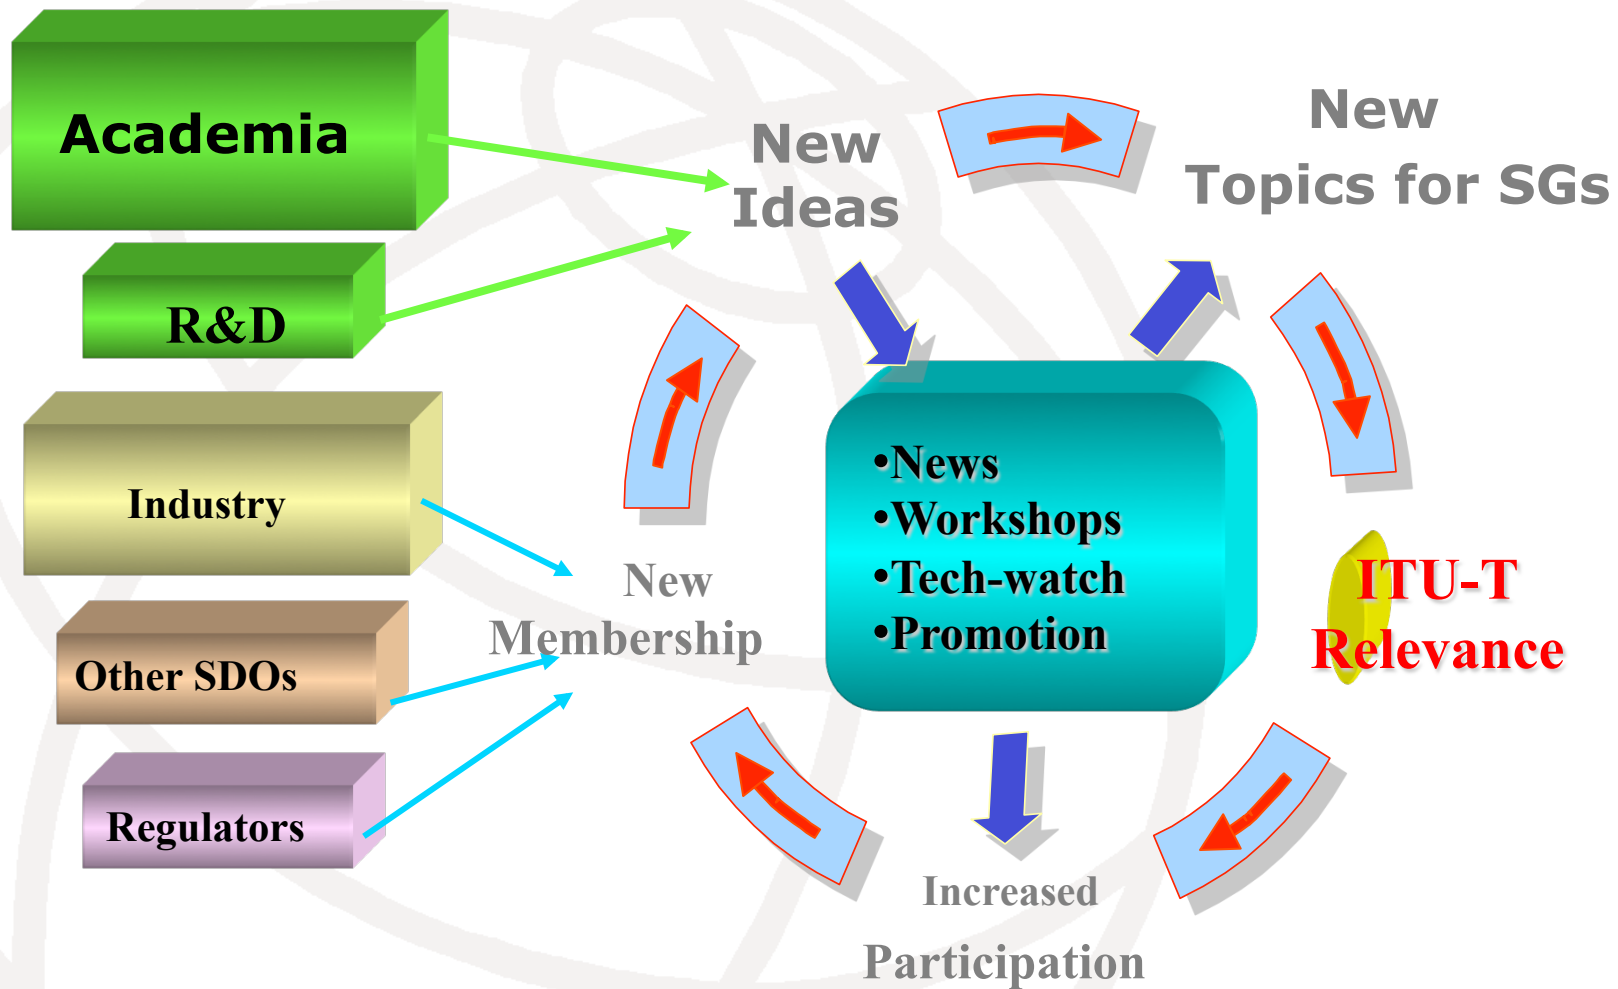 Academia
R&D
Industry
Other SDOs
Regulators
New
Ideas
New
Topics for SGs
New
Membership
•News
•Workshops
•Tech-watch
•Promotion
ITU-T
Relevance
Increased
Participation